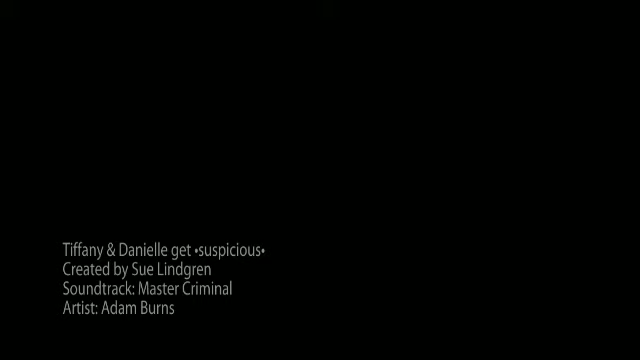 Tiffany & Danielle get •suspicious•
Created by Sue Lindgren
Soundtrack: Master Criminal
Artist: Adam Burns